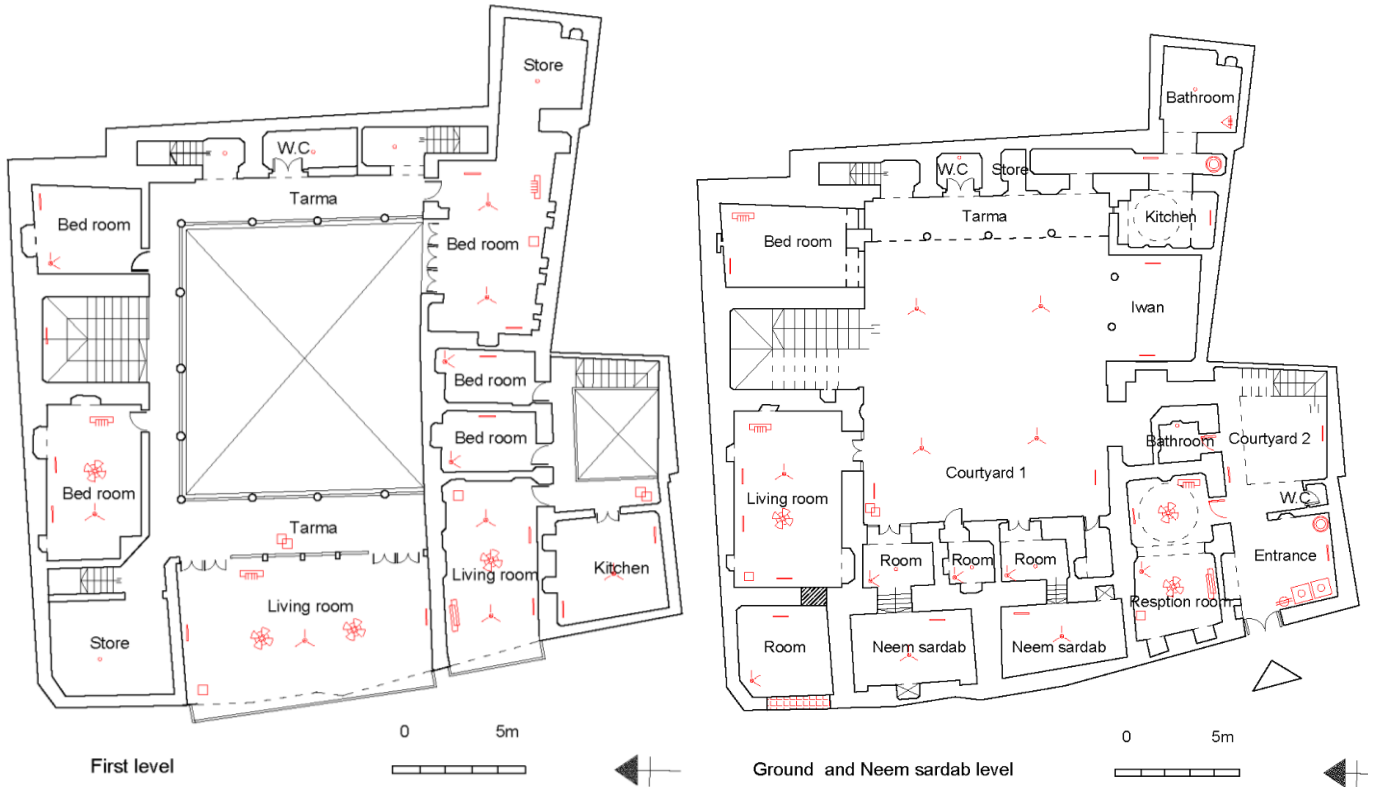 Store
W.C
Tarma
Bed room
Bed room
Bed room
Bed room
Bed room
Tarma
Living room
Living room
Kitchen
Store
0 5m
First level
Bathroom
W.C
Store
Tarma
Kitchen
Bed room
Iwan
Bathroom
Courtyard 2
Courtyard 1
Living room
W.C
Room
Room
Room
Entrance
Resption room
Room
Neem sardab
Neem sardab
0 5m
Ground and Neem sardab level